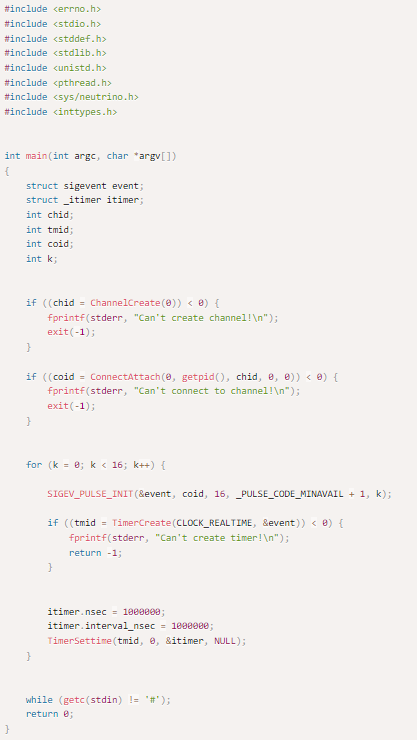 #include <errno.h>
#include <stdio.h>
#include <stddef.h>
#include <stdlib.h>
#include <unistd.h>
#include <pthread.h>
#include <sys/neutrino.h>
#include <inttypes.h>
int main(int argc, char *argv[])
{
struct sigevent event;
struct _itimer itimer;
int chid;
int tmid;
int coid;
int k;
if ((chid = ChannelCreate(0)) < 0) {
fprintf(stderr, "Can't create channel!\n");
exit(-1);
}
if ((coid = ConnectAttach(0, getpid(), chid, 0, 0)) < 0) {
fprintf(stderr, "Can't connect to channel!\n");
exit(-1);
}
for (k = 0; k < 16; k++) {
SIGEV_PULSE_INIT(&event, coid, 16, _PULSE_CODE_MINAVAIL + 1, k);
if ((tmid = TimerCreate(CLOCK_REALTIME, &event)) < 0) {
fprintf(stderr, "Can't create timer!\n");
return -1;
}
itimer.nsec = 1000000;
itimer.interval_nsec = 1000000;
TimerSettime(tmid, 0, &itimer, NULL);
}
while (getc(stdin) != '#');
return 0;
}